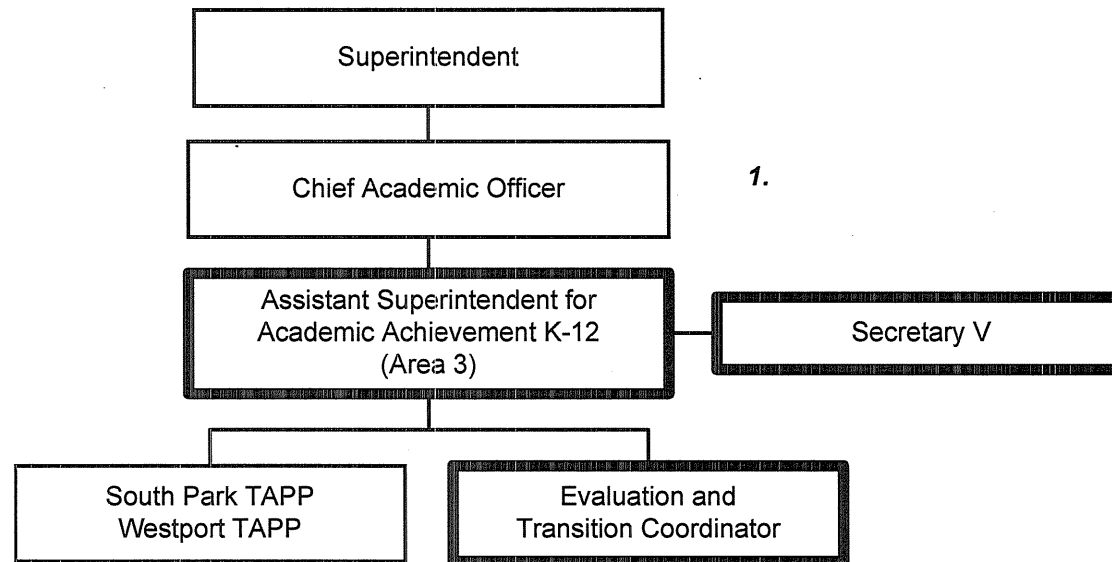 Superintendent
Chief Academic Officer
1.
Assistant Superintendent for
Academic Achievement K-12
(Area 3)
Secretary V
South Park TAPP
Westport TAPP
Evaluation and
Transition Coordinator